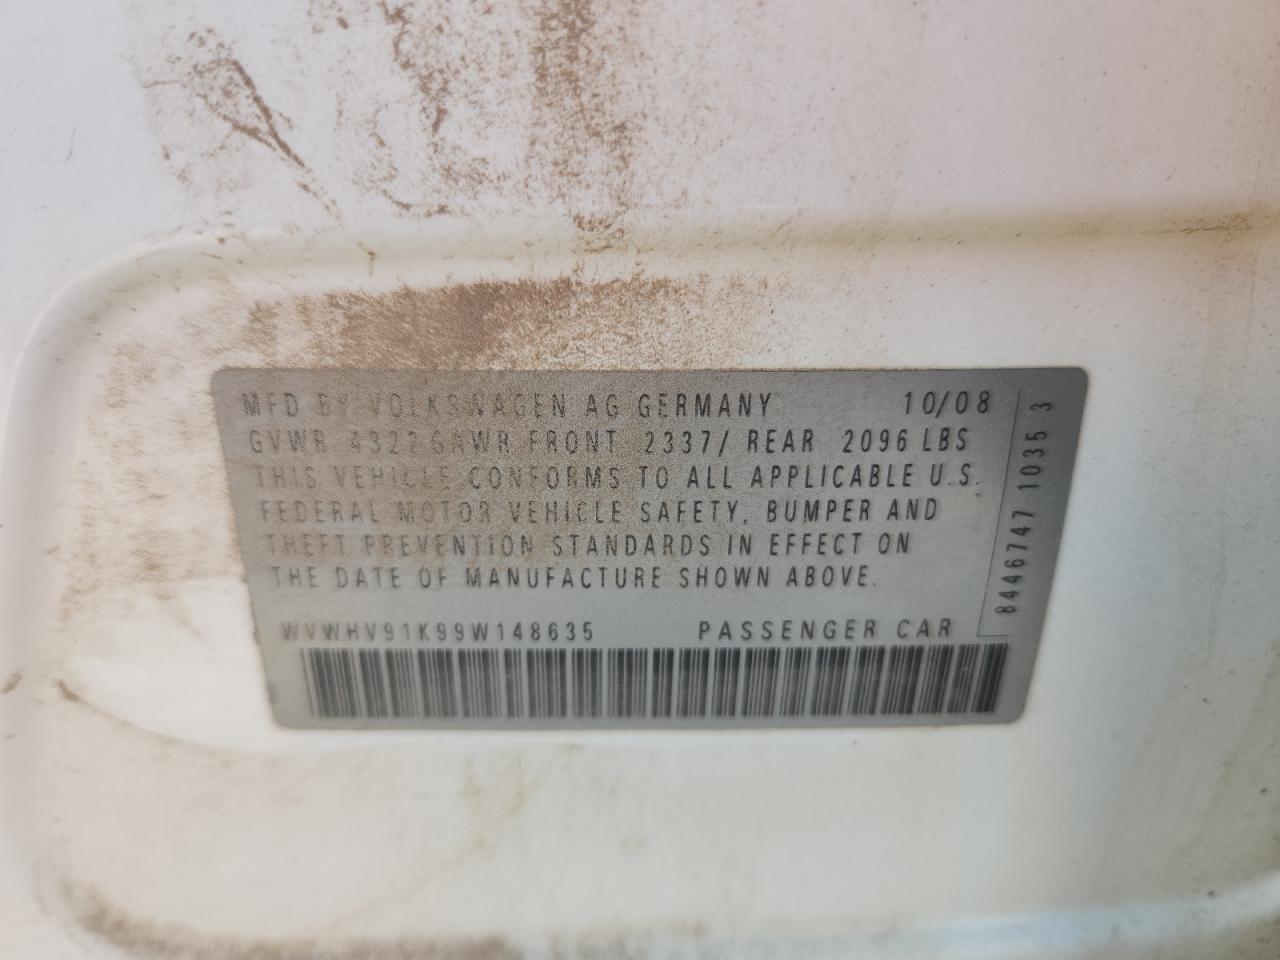 MFD BY VOLKSWAGEN AG GERMANY 10/08
GVWR 4322 GAWR FRONT 2337/ REAR 2096 LBS
THIS VEHICLE CONFORMS TO ALL APPLICABLE U.S.
FEDERAL MOTOR VEHICLE SAFETY, BUMPER AND
THEFT PREVENTION STANDARDS IN EFFECT ON
THE DATE OF MANUFACTURE SHOWN ABOVE.
WVWHV91K99W148635 PASSENGER CAR
8446747 1035 3